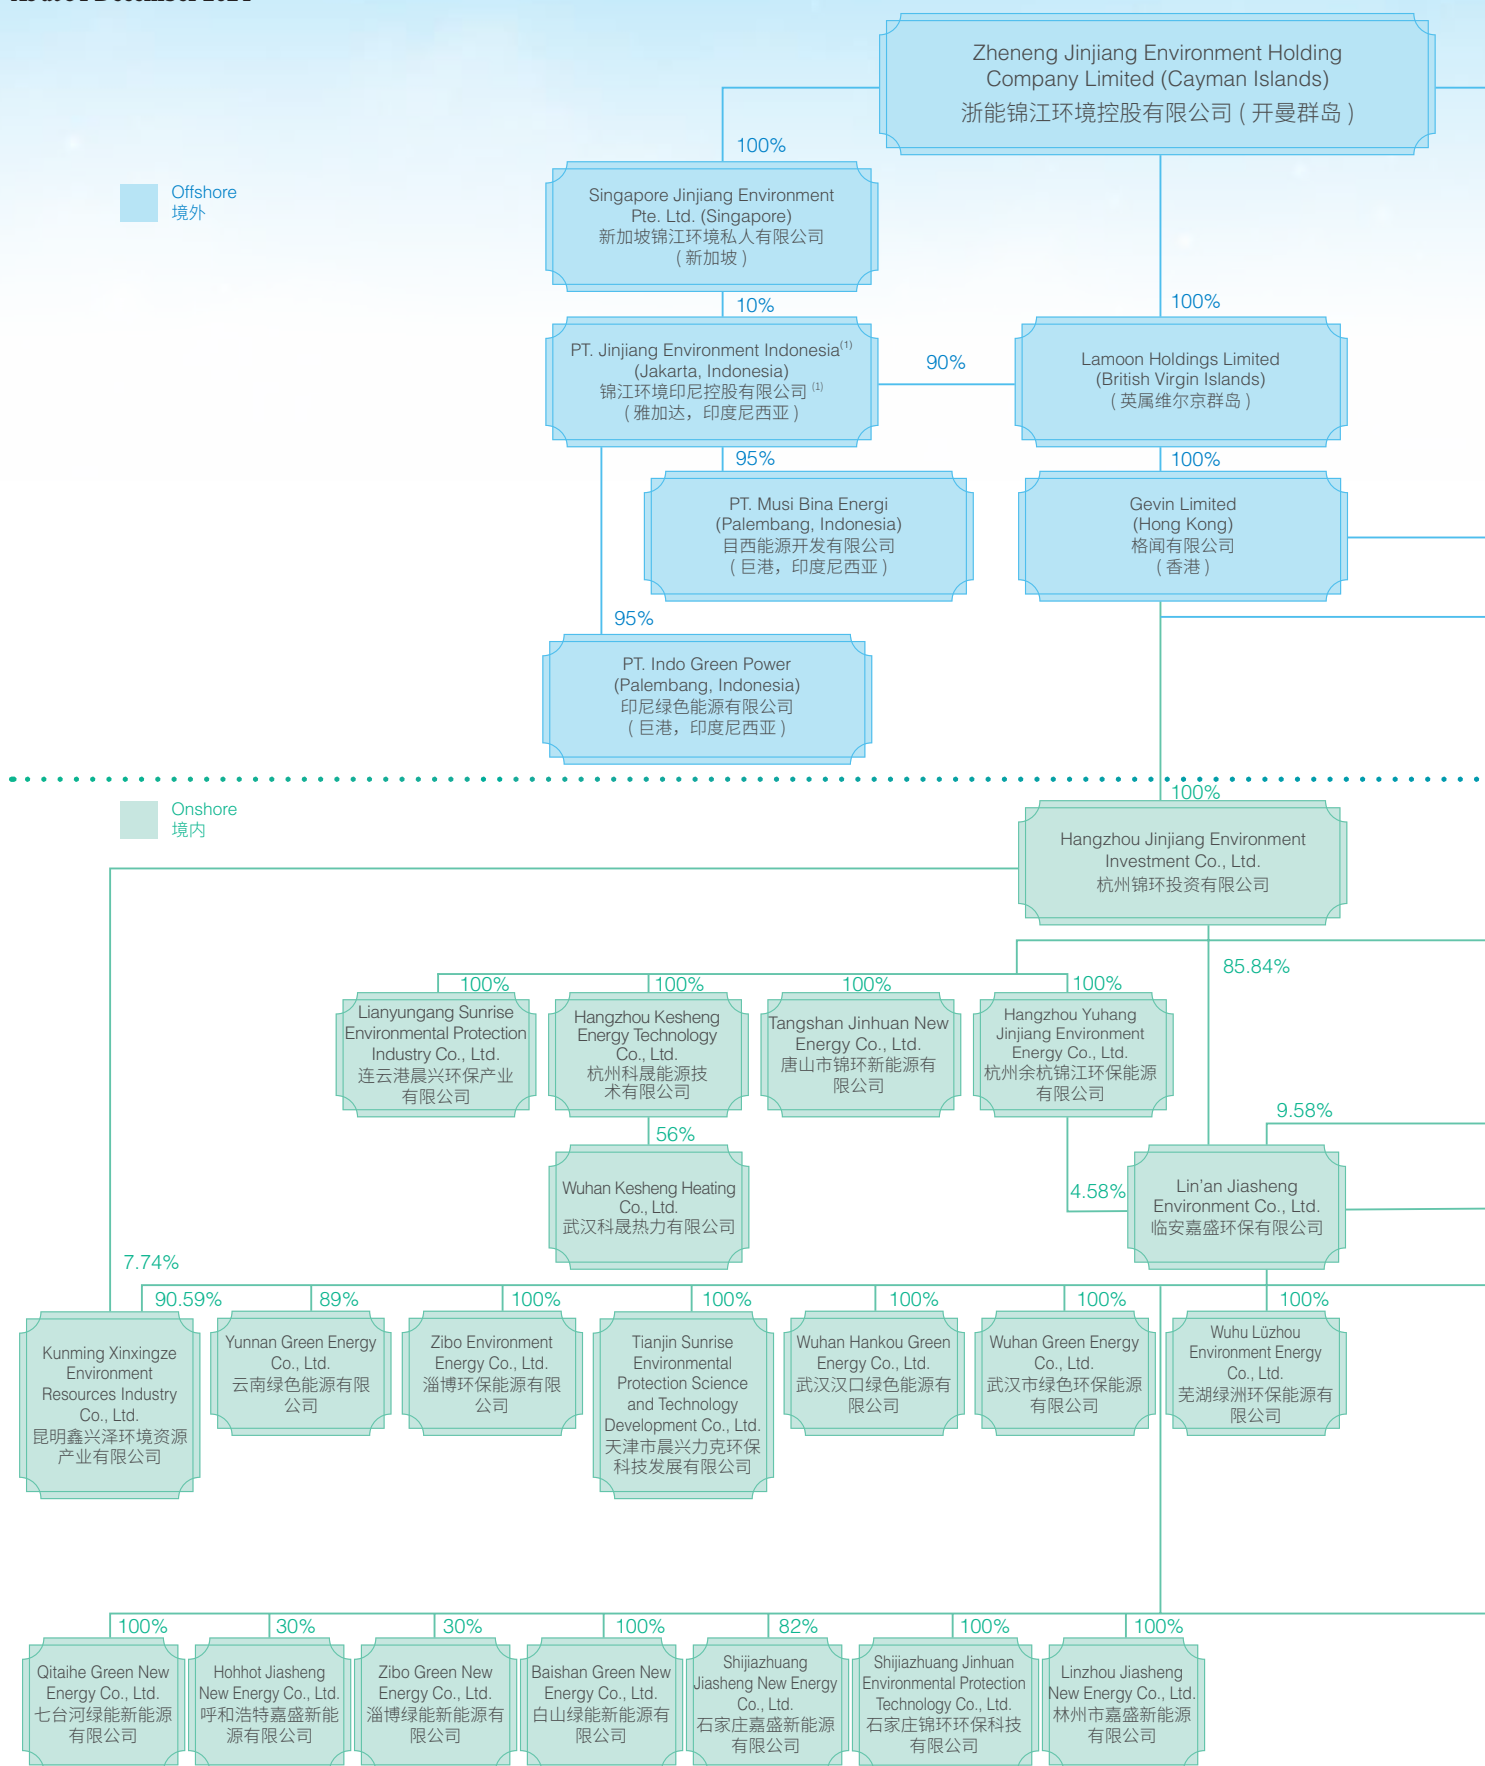 Zheneng Jinjiang Environment Holding
Company Limited (Cayman Islands)
浙能锦江环境控股有限公司 ( 开曼群岛 )
100%
Offshore
境外
Singapore Jinjiang Environment
Pte. Ltd. (Singapore)
新加坡锦江环境私人有限公司
( 新加坡 )
10%
100%
PT. Jinjiang Environment Indonesia(1)
(Jakarta, Indonesia)
锦江环境印尼控股有限公司 (1)
( 雅加达，印度尼西亚 )
90%
Lamoon Holdings Limited
(British Virgin Islands)
( 英属维尔京群岛 )
95%
100%
PT. Musi Bina Energi
(Palembang, Indonesia)
目西能源开发有限公司
( 巨港，印度尼西亚 )
Gevin Limited
(Hong Kong)
格闻有限公司
( 香港 )
95%
PT. Indo Green Power
(Palembang, Indonesia)
印尼绿色能源有限公司
( 巨港，印度尼西亚 )
100%
Onshore
境内
Hangzhou Jinjiang Environment
Investment Co., Ltd.
杭州锦环投资有限公司
85.84%
100%
100%
100%
100%
Lianyungang Sunrise
Environmental Protection
Industry Co., Ltd.
连云港晨兴环保产业
有限公司
Hangzhou Kesheng
Energy Technology
Co., Ltd.
杭州科晟能源技
术有限公司
Tangshan Jinhuan New
Energy Co., Ltd.
唐山市锦环新能源有
限公司
Hangzhou Yuhang
Jinjiang Environment
Energy Co., Ltd.
杭州余杭锦江环保能源
有限公司
9.58%
56%
4.58%
Wuhan Kesheng Heating
Co., Ltd.
武汉科晟热力有限公司
Lin’an Jiasheng
Environment Co., Ltd.
临安嘉盛环保有限公司
7.74%
90.59%
89%
100%
100%
100%
100%
100%
Kunming Xinxingze
Environment
Resources Industry
Co., Ltd.
昆明鑫兴泽环境资源
产业有限公司
Yunnan Green Energy
Co., Ltd.
云南绿色能源有限
公司
Zibo Environment
Energy Co., Ltd.
淄博环保能源有限
公司
Tianjin Sunrise
Environmental
Protection Science
and Technology
Development Co., Ltd.
天津市晨兴力克环保
科技发展有限公司
Wuhan Hankou Green
Energy Co., Ltd.
武汉汉口绿色能源有
限公司
Wuhan Green Energy
Co., Ltd.
武汉市绿色环保能源
有限公司
Wuhu Lüzhou
Environment Energy
Co., Ltd.
芜湖绿洲环保能源有
限公司
100%
30%
30%
100%
82%
100%
100%
Qitaihe Green New
Energy Co., Ltd.
七台河绿能新能源
有限公司
Hohhot Jiasheng
New Energy Co., Ltd.
呼和浩特嘉盛新能
源有限公司
Zibo Green New
Energy Co., Ltd.
淄博绿能新能源有
限公司
Baishan Green New
Energy Co., Ltd.
白山绿能新能源有
限公司
Shijiazhuang
Jiasheng New Energy
Co., Ltd.
石家庄嘉盛新能源
有限公司
Shijiazhuang Jinhuan
Environmental Protection
Technology Co., Ltd.
石家庄锦环环保科技
有限公司
Linzhou Jiasheng
New Energy Co., Ltd.
林州市嘉盛新能源
有限公司